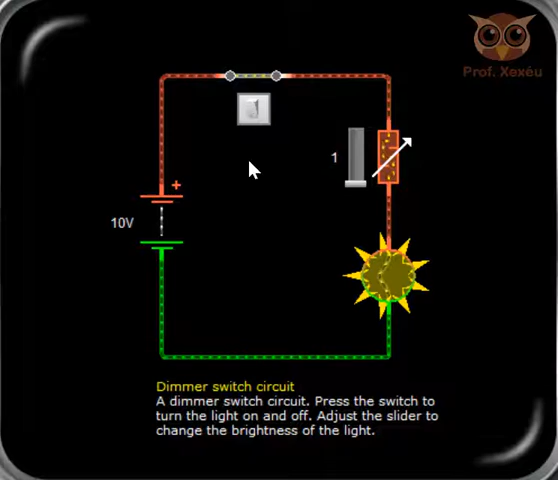 Prof. Xexéu
+
1
10V
Dimmer switch circuit
A dimmer switch circuit. Press the switch to
turn the light on and off. Adjust the slider to
change the brightness of the light.